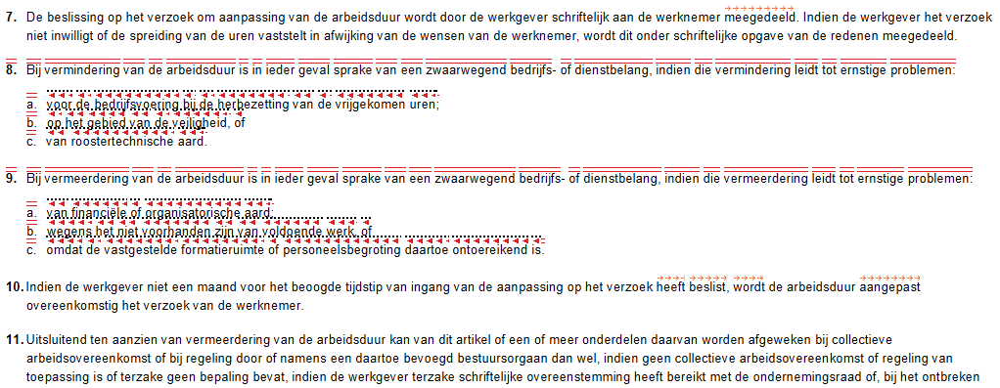 7. De beslissing op het verzoek om aanpassing van de arbeidsduur wordt door de werkgever schriftelijk aan de werknemer meegedeeld. Indien de werkgever het verzoek
niet inwilligt of de spreiding van de uren vaststelt in afwijking van de wensen van de werknemer, wordt dit onder schriftelijke opgave van de redenen meegedeeld.
8. Bij vermindering van de arbeidsduur is in ieder geval sprake van een zwaarwegend bedrijfs- of dienstbelang, indien die vermindering leidt tot ernstige problemen:
a. voor de bedrijfsvoering bij de herbezetting van de vrijgekomen uren;
b. op het gebied van de veiligheid, of
c. van roostertechnische aard.
9. Bij vermeerdering van de arbeidsduur is in ieder geval sprake van een zwaarwegend bedrijfs- of dienstbelang, indien die vermeerdering leidt tot ernstige problemen:
a. van financiële of organisatorische aard;
b. wegens het niet voorhanden zijn van voldoende werk, of
c. omdat de vastgestelde formatieruimte of personeelsbegroting daartoe ontoereikend is.
10. Indien de werkgever niet een maand voor het beoogde tijdstip van ingang van de aanpassing op het verzoek heeft beslist, wordt de arbeidsduur aangepast
overeenkomstig het verzoek van de werknemer.
11. Uitsluitend ten aanzien van vermeerdering van de arbeidsduur kan van dit artikel of een of meer onderdelen daarvan worden afgeweken bij collectieve
arbeidsovereenkomst of bij regeling door of namens een daartoe bevoegd bestuursorgaan dan wel, indien geen collectieve arbeidsovereenkomst of regeling van
toepassing is of terzake geen bepaling bevat, indien de werkgever terzake schriftelijke overeenstemming heeft bereikt met de ondernemingsraad of, bij het ontbreken